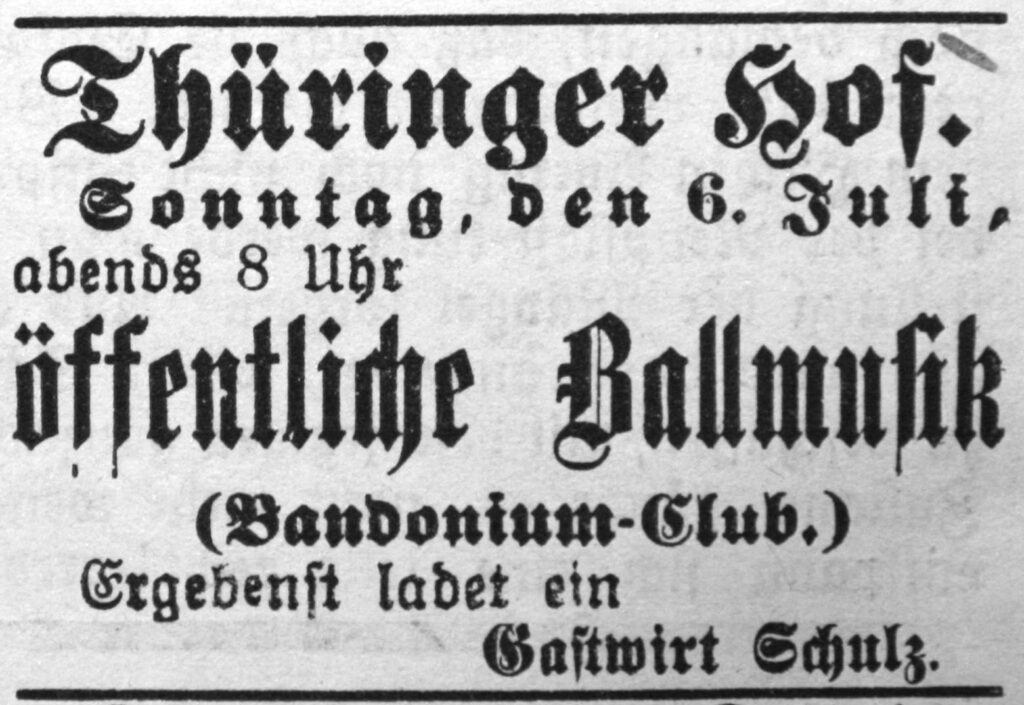 Thüringer Hof.
Sonntag, den 6. Juli,
abends 8 Uhr
öffentliche Ballmuſik
(Bandonium-Club.)
Ergebenſt ladet ein
Gaſtwirt Schulz.